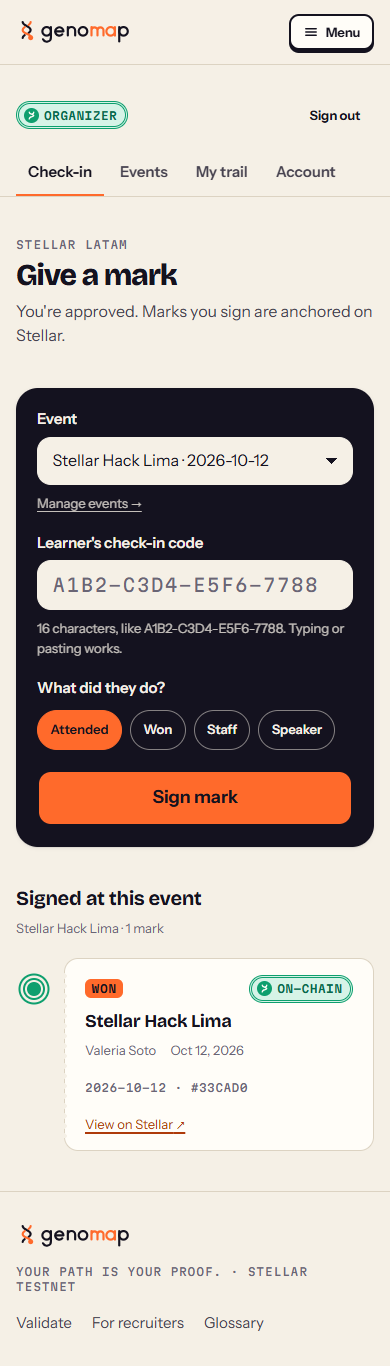 genomap
Menu
ORGANIZER
Sign out
Check-in Events My trail Account
STELLAR LATAM
Give a mark
You're approved. Marks you sign are anchored on
Stellar.
Event
Stellar Hack Lima · 2026-10-12
Manage events →
Learner's check-in code
A1B2-C3D4-E5F6-7788
16 characters, like A1B2-C3D4-E5F6-7788. Typing or
pasting works.
What did they do?
Attended Won Staff Speaker
Sign mark
Signed at this event
Stellar Hack Lima · 1 mark
WON ON-CHAIN
Stellar Hack Lima
Valeria Soto Oct 12, 2026
2026-10-12 · #33CAD0
View on Stellar ↗
genomap
YOUR PATH IS YOUR PROOF. · STELLAR
TESTNET
Validate For recruiters Glossary